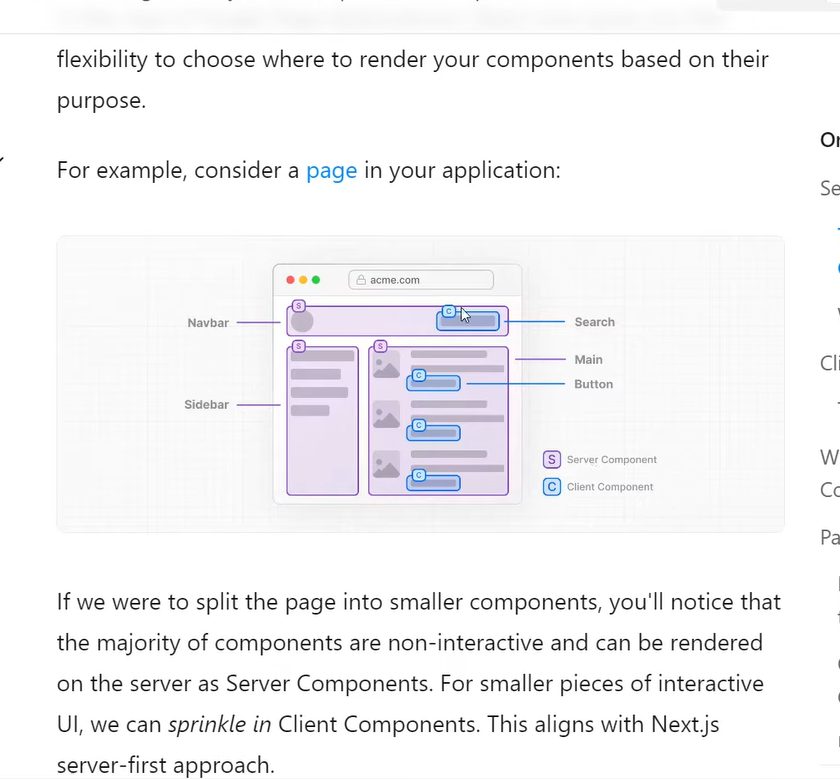 flexibility to choose where to render your components based on their
purpose.
For example, consider a page in your application:
acme.com
S
C
Navbar
Search
S
S
Main
C
Button
Sidebar
C
S Server Component
C
C Client Component
If we were to split the page into smaller components, you'll notice that
the majority of components are non-interactive and can be rendered
on the server as Server Components. For smaller pieces of interactive
UI, we can sprinkle in Client Components. This aligns with Next.js
server-first approach.
Se
Cli
W
Co
Pa